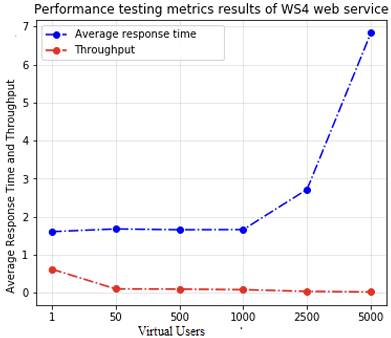 Performance testing metrics results of WS4 web service
Average response time
Throughput
Average Response Time and Throughput
7
6
5
4
3
2
1
0
1 50 500 1000 2500 5000
Virtual Users